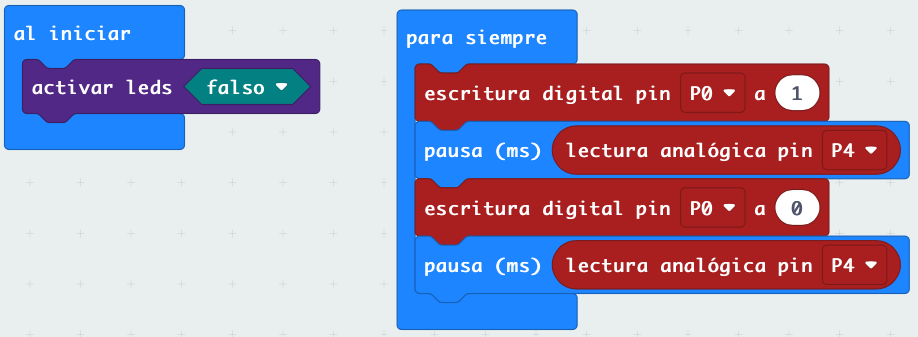 al iniciar
activar leds falso
para siempre
escritura digital pin P0 a 1
pausa (ms) lectura analógica pin P4
escritura digital pin P0 a 0
pausa (ms) lectura analógica pin P4